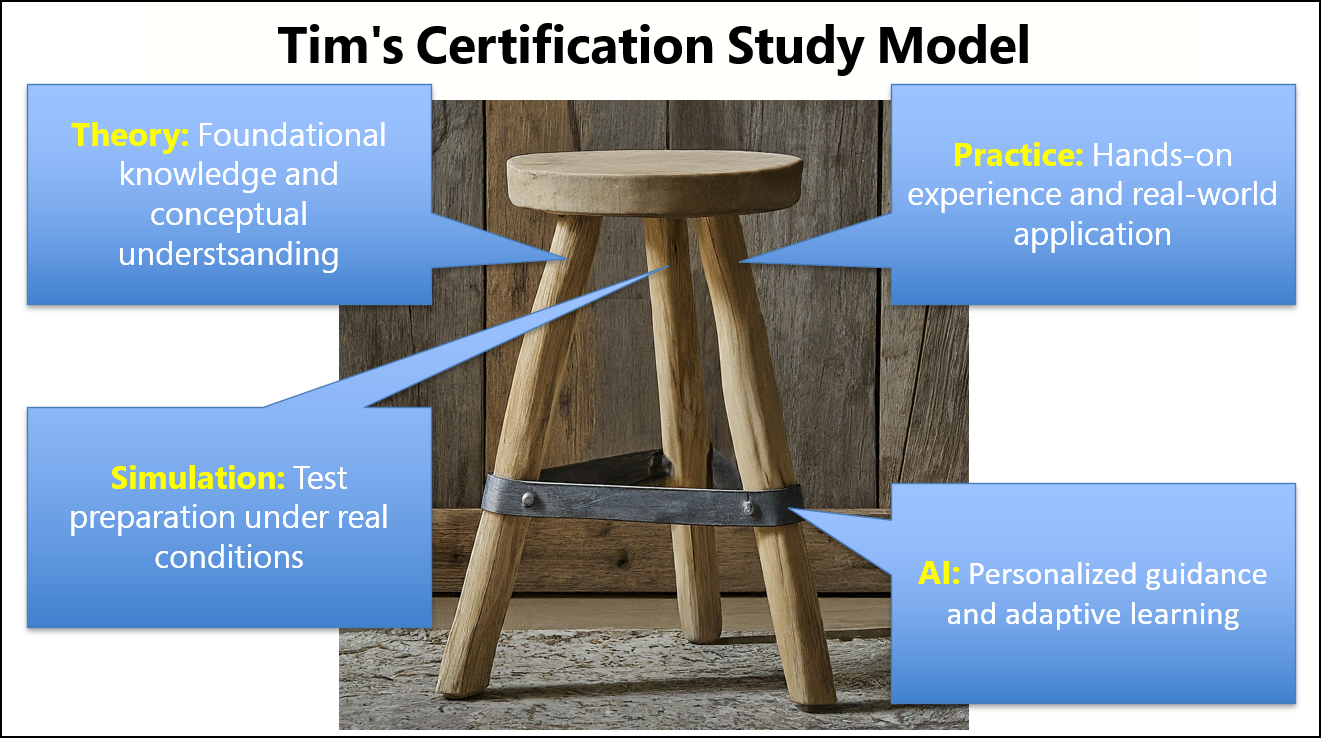 Tim's Certification Study Model
Theory: Foundational
knowledge and
conceptual
understsanding
Practice: Hands-on
experience and real-world
application
Simulation: Test
preparation under real
conditions
AI: Personalized guidance
and adaptive learning